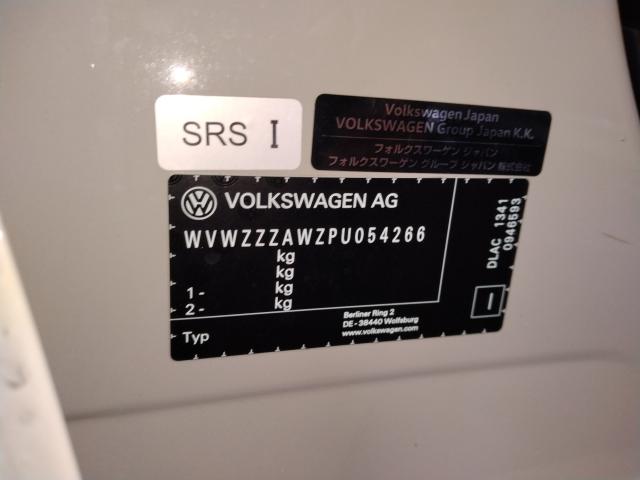 SRS I
Volkswagen Japan
VOLKSWAGEN Group Japan K.K.
フォルクスワーゲン ジャパン
フォルクスワーゲン グループ ジャパン 株式会社
VOLKSWAGEN AG
WVWZZZAWZPU054266
kg
kg
1 - kg
2 - kg
Typ
Berliner Ring 2
DE - 38440 Wolfsburg
www.volkswagen.com
DLAC 1341
0946593
I